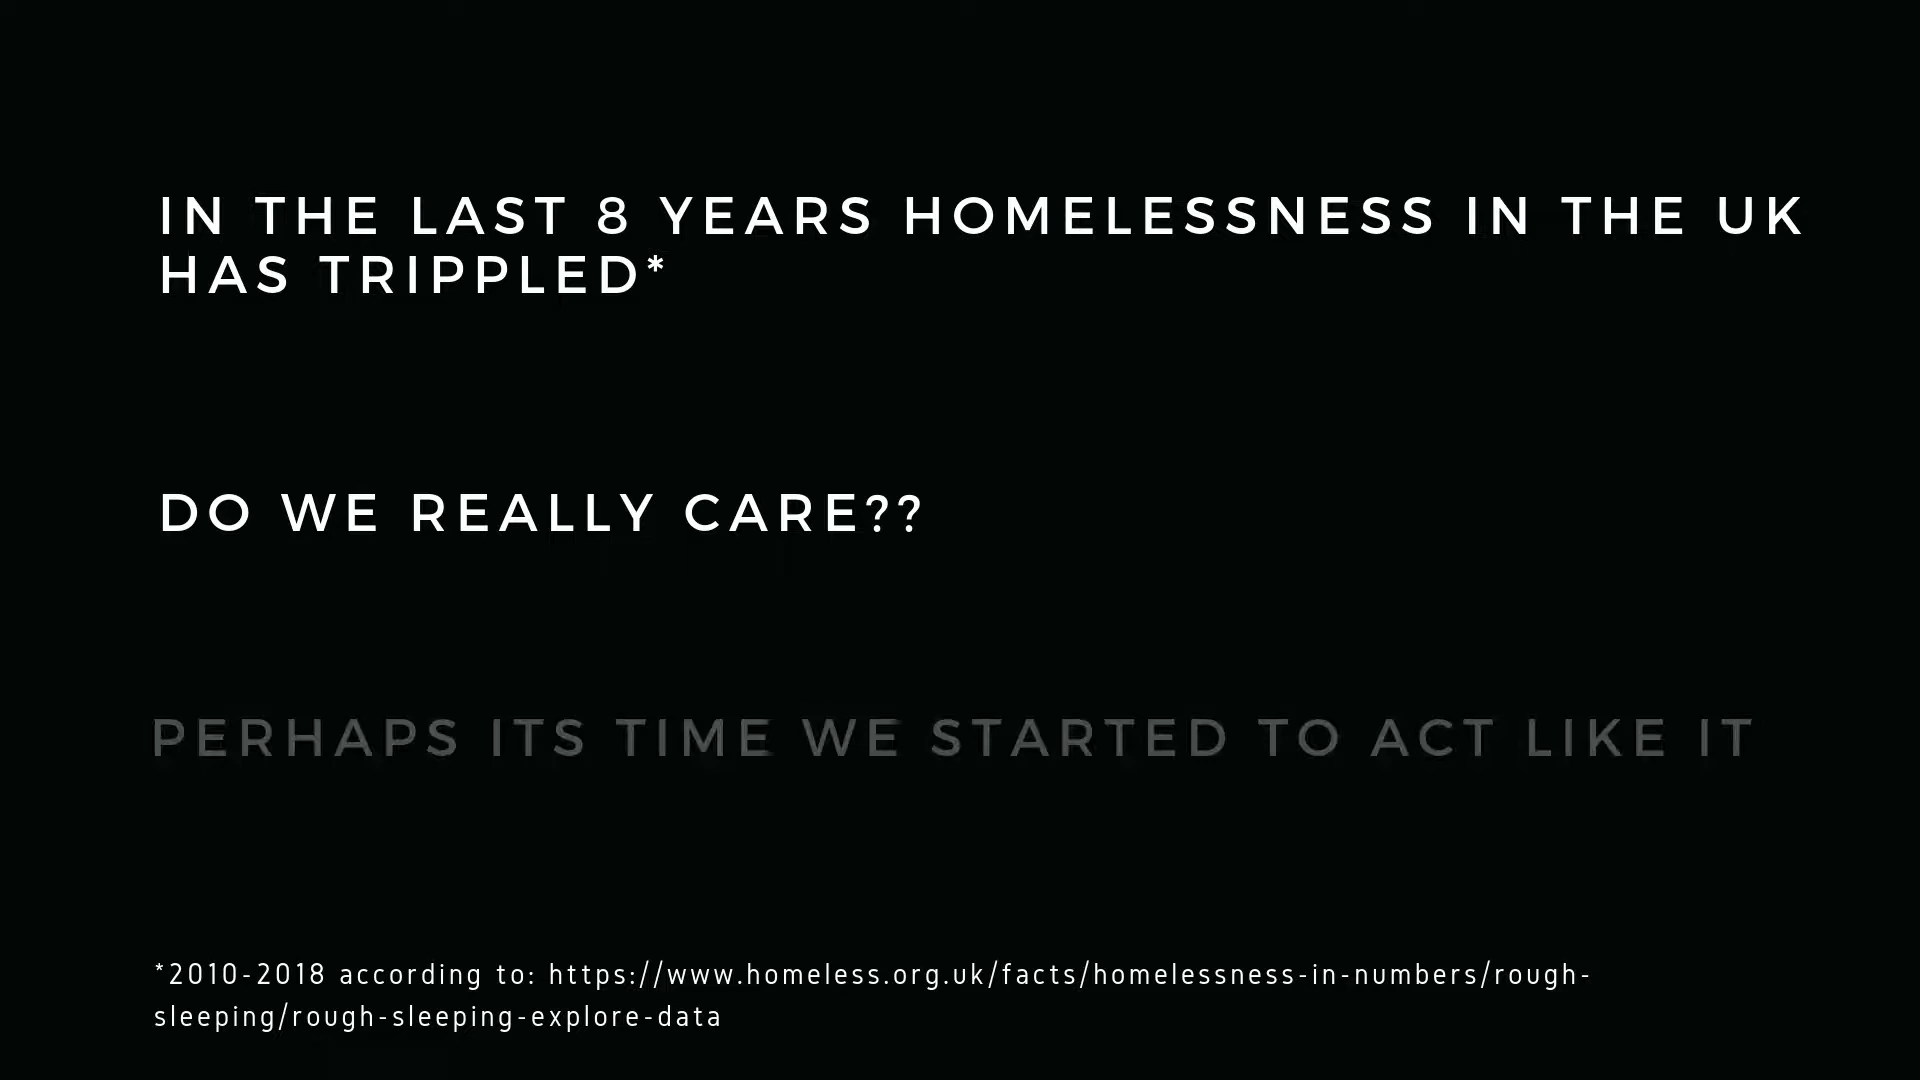 IN THE LAST 8 YEARS HOMELESSNESS IN THE UK
HAS TRIPPLED*
DO WE REALLY CARE??
PERHAPS ITS TIME WE STARTED TO ACT LIKE IT
*2010-2018 according to: https://www.homeless.org.uk/facts/homelessness-in-numbers/rough-
sleeping/rough-sleeping-explore-data